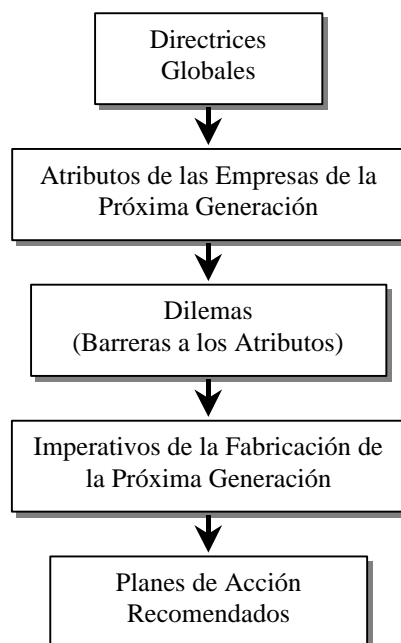 Directrices
Globales
Atributos de las Empresas de la
Próxima Generación
Dilemas
(Barreras a los Atributos)
Imperativos de la Fabricación de
la Próxima Generación
Planes de Acción
Recomendados